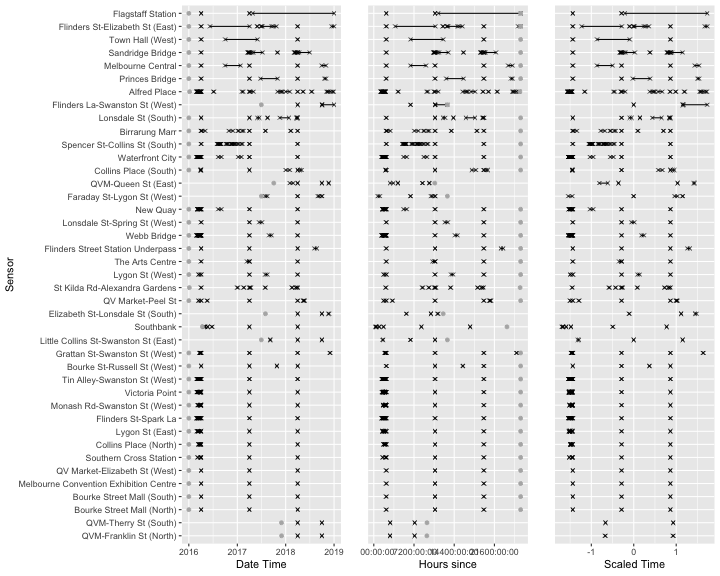 Sensor
Flagstaff Station
Flinders St-Elizabeth St (East)
Town Hall (West)
Sandridge Bridge
Melbourne Central
Princes Bridge
Alfred Place
Flinders La-Swanston St (West)
Lonsdale St (South)
Birrarung Marr
Spencer St-Collins St (South)
Waterfront City
Collins Place (South)
QVM-Queen St (East)
Faraday St-Lygon St (West)
New Quay
Lonsdale St-Spring St (West)
Webb Bridge
Flinders Street Station Underpass
The Arts Centre
Lygon St (West)
St Kilda Rd-Alexandra Gardens
QV Market-Peel St
Elizabeth St-Lonsdale St (South)
Southbank
Little Collins St-Swanston St (East)
Grattan St-Swanston St (West)
Bourke St-Russell St (West)
Tin Alley-Swanston St (West)
Victoria Point
Monash Rd-Swanston St (West)
Flinders St-Spark La
Lygon St (East)
Collins Place (North)
Southern Cross Station
QV Market-Elizabeth St (West)
Melbourne Convention Exhibition Centre
Bourke Street Mall (South)
Bourke Street Mall (North)
QVM-Therry St (South)
QVM-Franklin St (North)
2016 2017 2018 2019
-1 0 1
Date Time
Hours since
Scaled Time